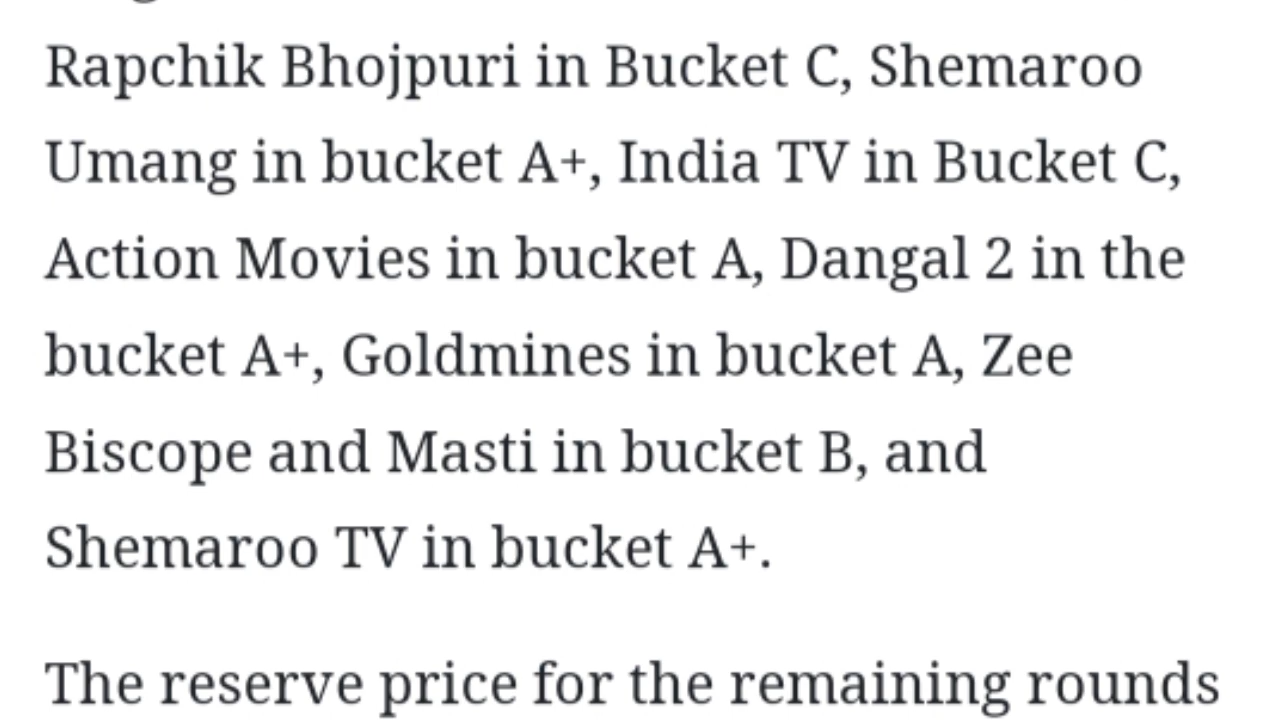 Rapchik Bhojpuri in Bucket C, Shemaroo
Umang in bucket A+, India TV in Bucket C,
Action Movies in bucket A, Dangal 2 in the
bucket A+, Goldmines in bucket A, Zee
Biscope and Masti in bucket B, and
Shemaroo TV in bucket A+.
The reserve price for the remaining rounds